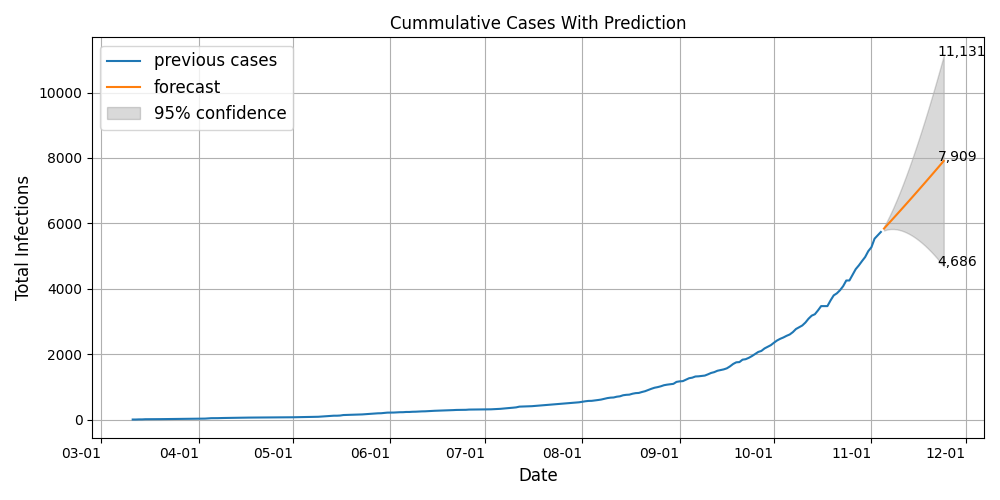 Cummulative Cases With Prediction
previous cases
forecast
95% confidence
11,131
7,909
4,686
10000
8000
6000
4000
2000
0
Total Infections
03-01 04-01 05-01 06-01 07-01 08-01 09-01 10-01 11-01 12-01
Date